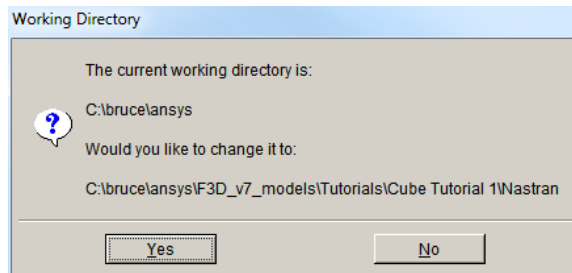 Working Directory
The current working directory is:
C:\bruce\ansys
?
Would you like to change it to:
C:\bruce\ansys\F3D_v7_models\Tutorials\Cube Tutorial 1\Nastran
Yes
No